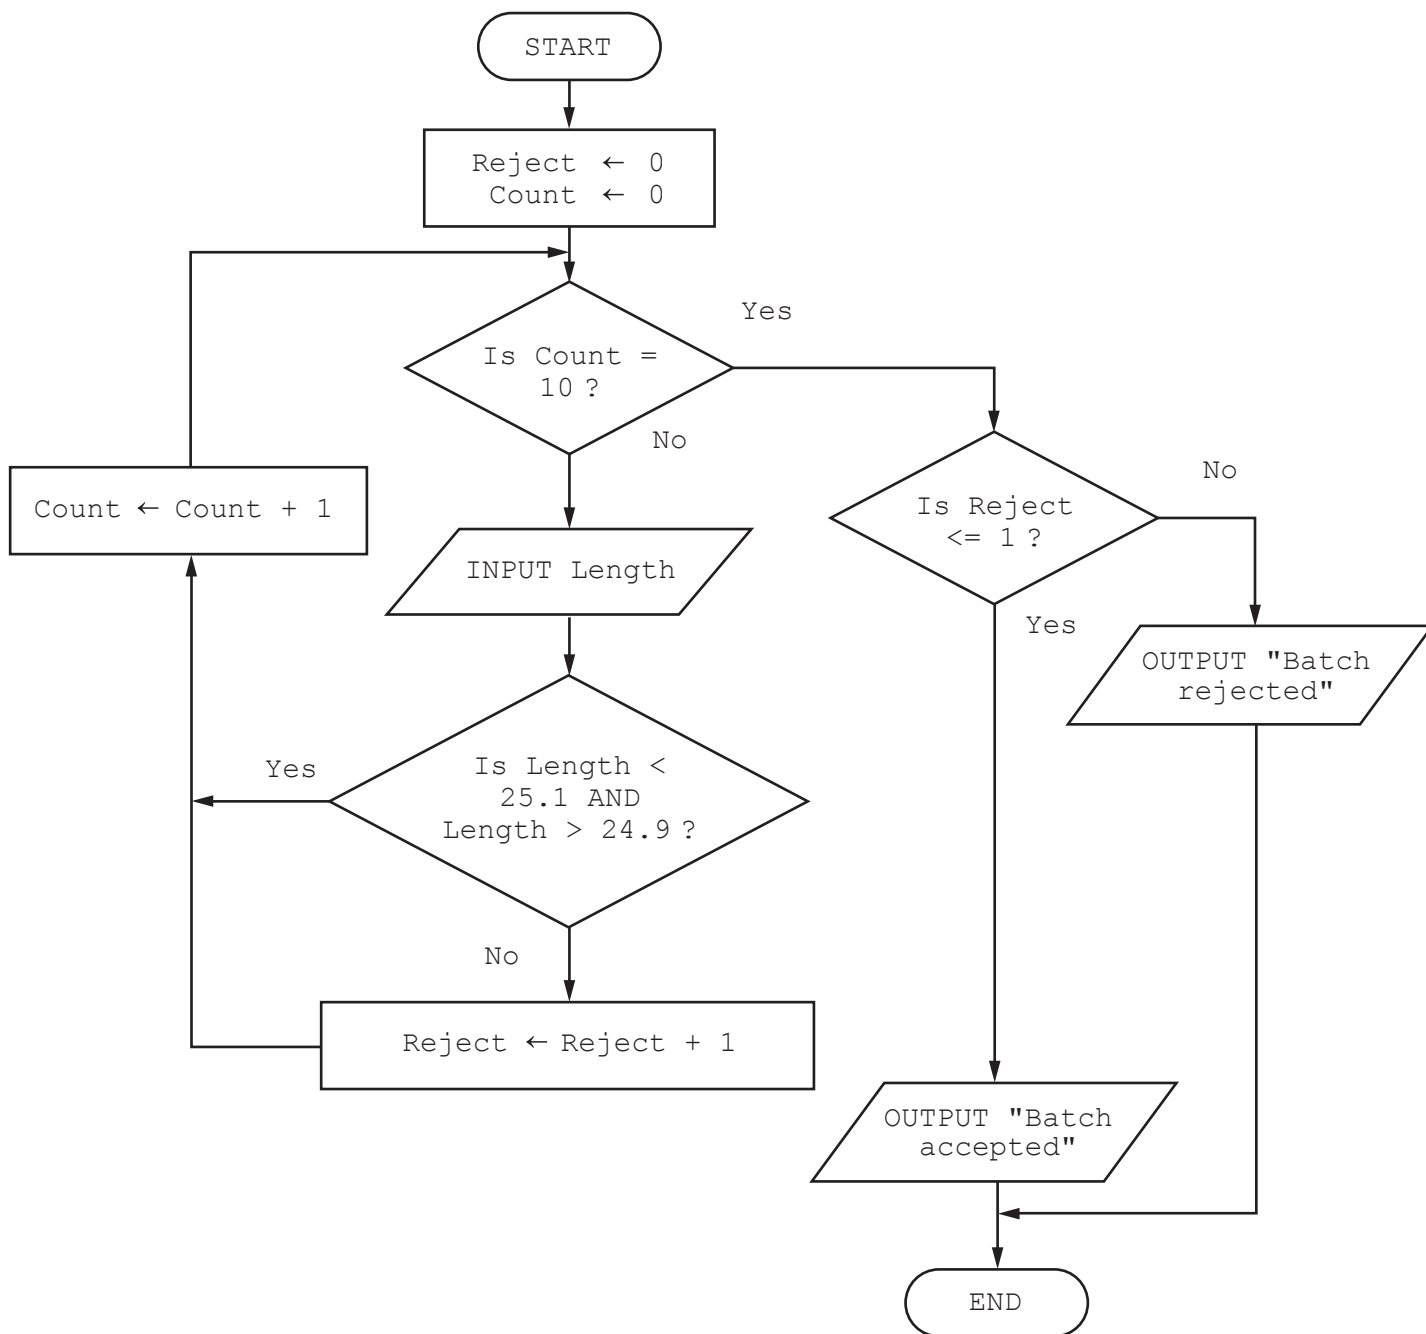 START
Reject ← 0
Count ← 0
Yes
Is Count =
10 ?
No
Count ← Count + 1
INPUT Length
Is Length <
25.1 AND
Length > 24.9 ?
Yes
No
Reject ← Reject + 1
Is Reject
<= 1 ?
No
Yes
OUTPUT "Batch
rejected"
OUTPUT "Batch
accepted"
END